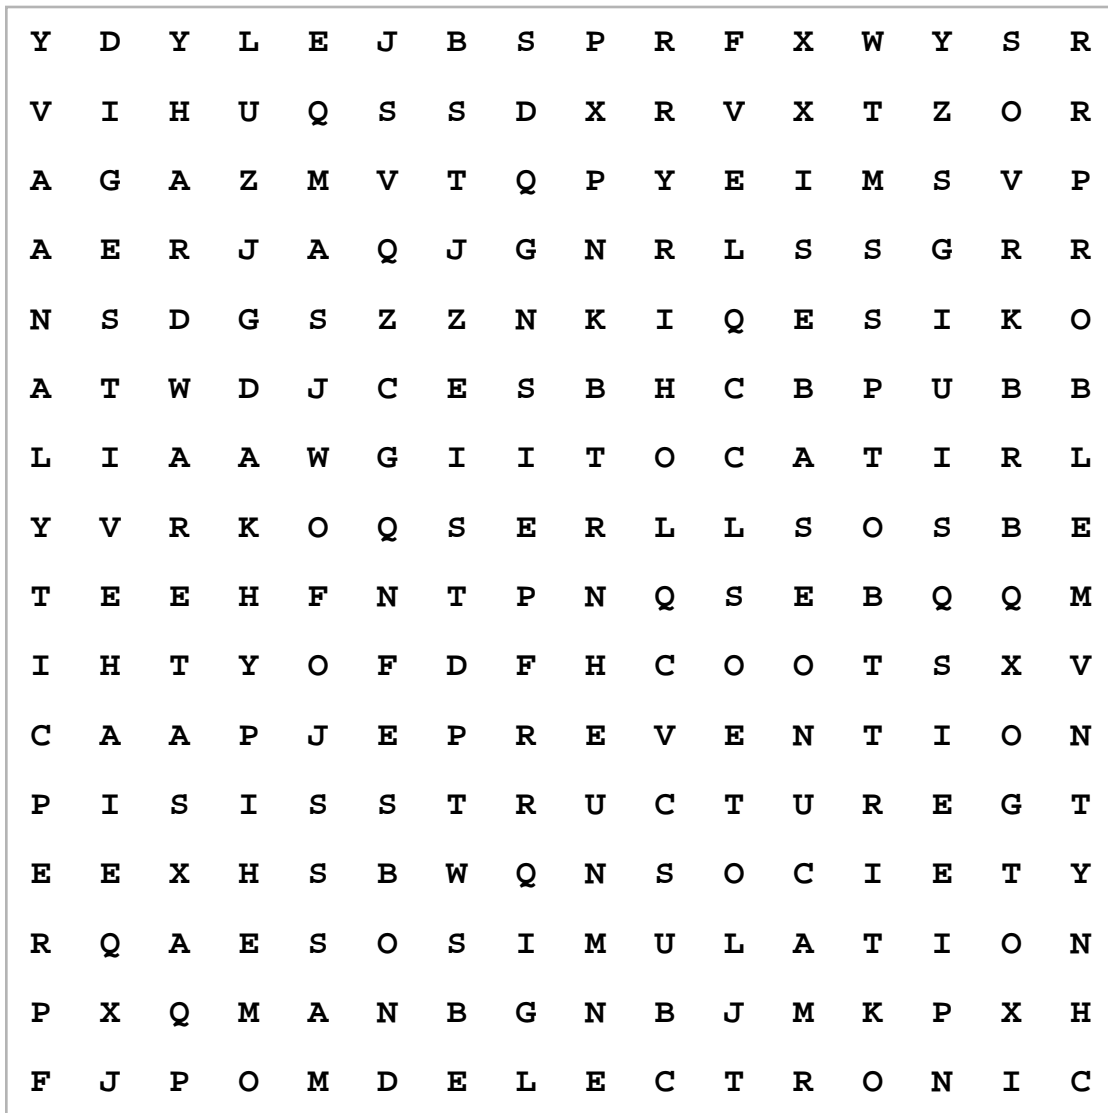 Y D Y L E J B S P R F X W Y S R
V I H U Q S S D X R V X T Z O R
A G A Z M V T Q P Y E I M S V P
A E R J A Q J G N R L S S G R R
N S D G S Z Z N K I Q E S I K O
A T W D J C E S B H C B P U B B
L I A A W G I I T O C A T I R L
Y V R K O Q S E R L L S O S B E
T E E H F N T P N Q S E B Q Q M
I H T Y O F D F H C O O T S X V
C A A P J E P R E V E N T I O N
P I S I S S T R U C T U R E G T
E E X H S B W Q N S O C I E T Y
R Q A E S O S I M U L A T I O N
P X Q M A N B G N B J M K P X H
F J P O M D E L E C T R O N I C